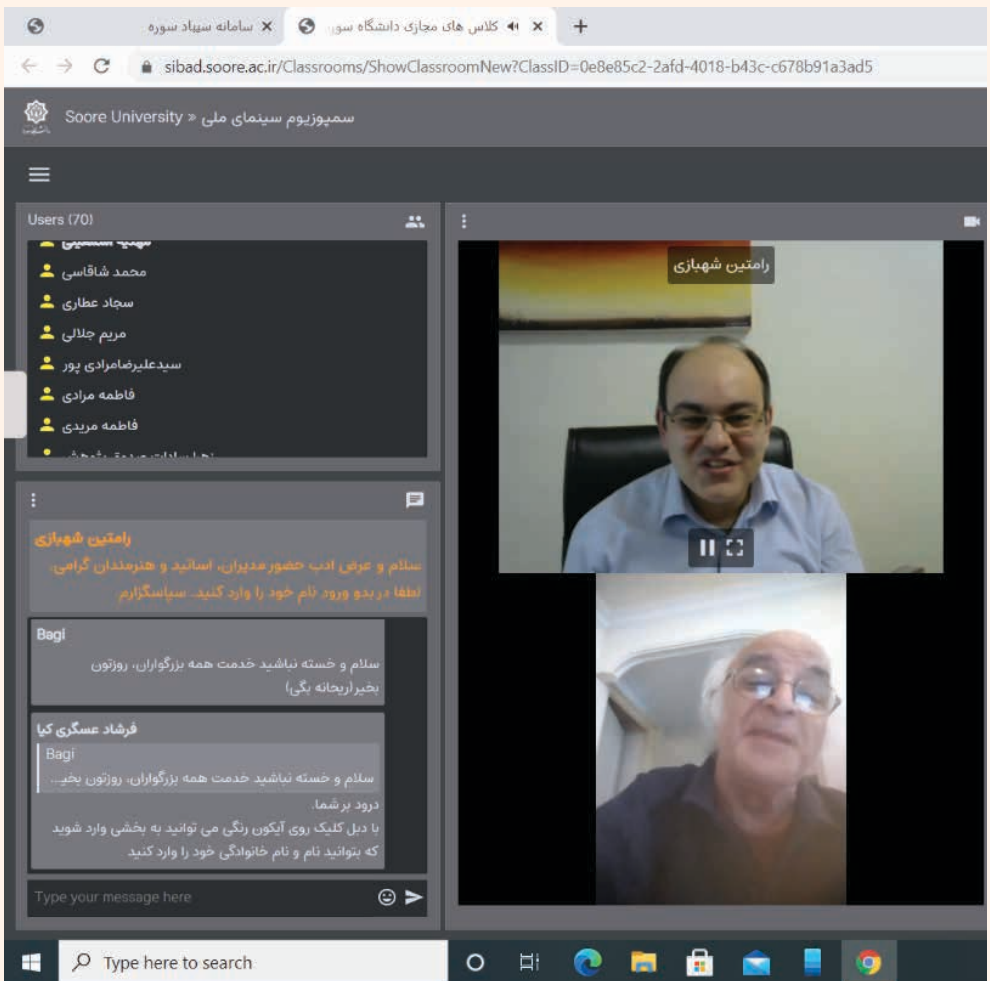 سامانه سیباد سوره
کلاس های مجازی دانشگاه سور
sibad.soore.ac.ir/Classrooms/ShowClassroomNew?ClassID=0e8e85c2-2afd-4018-b43c-c678b91a3ad5
Soore University » سمپوزیوم سینمای ملی
Users (70)
محمد شاقاسی
سجاد عطاری
مریم جلالی
سیدعلیرضامرادی پور
فاطمه مرادی
فاطمه مریدی
رامتین شهبازی
سلام و عرض ادب حضور مدیران، اساتید و هنرمندان گرامی.
لطفا در بدو ورود نام خود را وارد کنید. سپاسگزارم.
Bagi
سلام و خسته نباشید خدمت همه بزرگواران، روزتون
بخیر(ریحانه بگی)
فرشاد عسگری کیا
Bagi
سلام و خسته نباشید خدمت همه بزرگواران، روزتون بخیـ...
درود بر شما.
با دبل کلیک روی آیکون رنگی می توانید به بخشی وارد شوید
که بتوانید نام و نام خانوادگی خود را وارد کنید
Type your message here
رامتین شهبازی
Type here to search